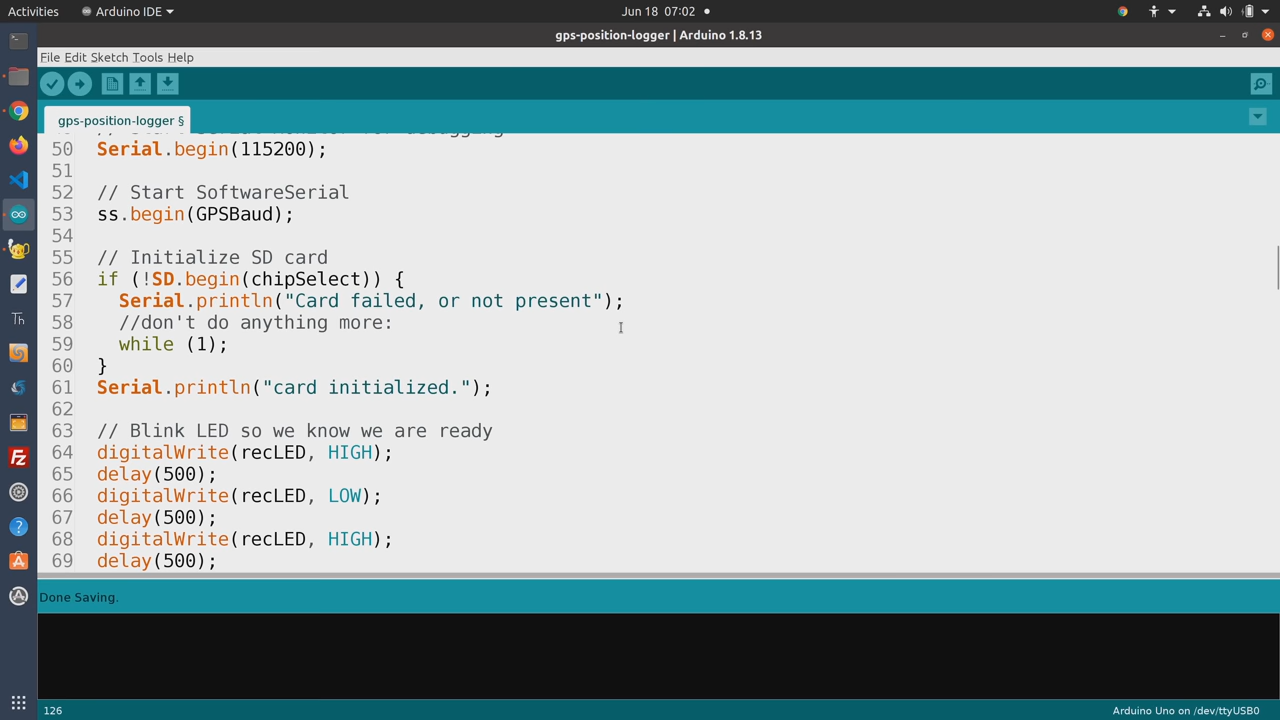 Activities Arduino IDE Jun 18 07:02
gps-position-logger | Arduino 1.8.13
File Edit Sketch Tools Help
gps-position-logger §
50 Serial.begin(115200);
51
52 // Start SoftwareSerial
53 ss.begin(GPSBaud);
54
55 // Initialize SD card
56 if (!SD.begin(chipSelect)) {
57 Serial.println("Card failed, or not present");
58 //don't do anything more:
59 while (1);
60 }
61 Serial.println("card initialized.");
62
63 // Blink LED so we know we are ready
64 digitalWrite(recLED, HIGH);
65 delay(500);
66 digitalWrite(recLED, LOW);
67 delay(500);
68 digitalWrite(recLED, HIGH);
69 delay(500);
Done Saving.
126 Arduino Uno on /dev/ttyUSB0